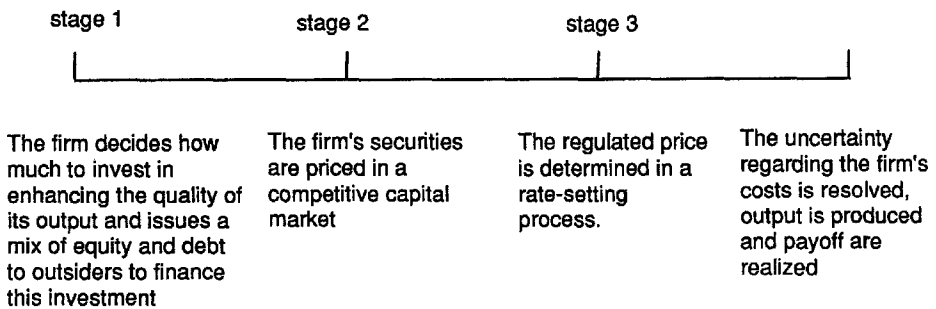 stage 1
stage 2
stage 3
The firm decides how
much to invest in
enhancing the quality of
its output and issues a
mix of equity and debt
to outsiders to finance
this investment
The firm's securities
are priced in a
competitive capital
market
The regulated price
is determined in a
rate-setting
process.
The uncertainty
regarding the firm's
costs is resolved,
output is produced
and payoff are
realized